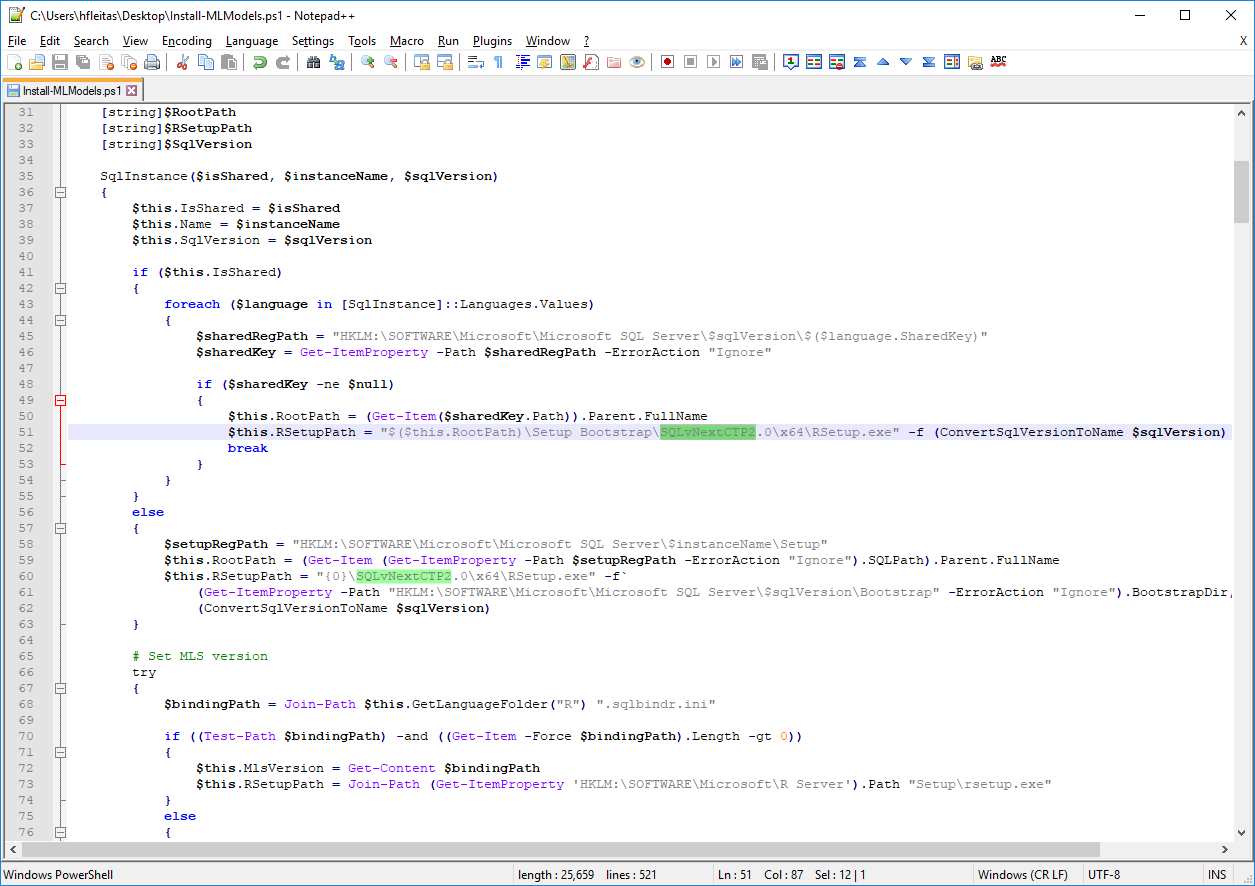 C:\Users\hfleitas\Desktop\Install-MLModels.ps1 - Notepad++
File Edit Search View Encoding Language Settings Tools Macro Run Plugins Window ? X
Install-MLModels.ps1
31 [string]$RootPath
32 [string]$RSetupPath
33 [string]$SqlVersion
34
35 SqlInstance($isShared, $instanceName, $sqlVersion)
36 {
37 $this.IsShared = $isShared
38 $this.Name = $instanceName
39 $this.SqlVersion = $sqlVersion
40
41 if ($this.IsShared)
42 {
43 foreach ($language in [SqlInstance]::Languages.Values)
44 {
45 $sharedRegPath = "HKLM:\SOFTWARE\Microsoft\Microsoft SQL Server\$sqlVersion\$($language.SharedKey)"
46 $sharedKey = Get-ItemProperty -Path $sharedRegPath -ErrorAction "Ignore"
47
48 if ($sharedKey -ne $null)
49 {
50 $this.RootPath = (Get-Item($sharedKey.Path)).Parent.FullName
51 $this.RSetupPath = "$($this.RootPath)\Setup Bootstrap\SQLvNextCTP2.0\x64\RSetup.exe" -f (ConvertSqlVersionToName $sqlVersion)
52 break
53 }
54 }
55 }
56 else
57 {
58 $setupRegPath = "HKLM:\SOFTWARE\Microsoft\Microsoft SQL Server\$instanceName\Setup"
59 $this.RootPath = (Get-Item (Get-ItemProperty -Path $setupRegPath -ErrorAction "Ignore").SQLPath).Parent.FullName
60 $this.RSetupPath = "{0}\SQLvNextCTP2.0\x64\RSetup.exe" -f`
61 (Get-ItemProperty -Path "HKLM:\SOFTWARE\Microsoft\Microsoft SQL Server\$sqlVersion\Bootstrap" -ErrorAction "Ignore").BootstrapDir,
62 (ConvertSqlVersionToName $sqlVersion)
63 }
64
65 # Set MLS version
66 try
67 {
68 $bindingPath = Join-Path $this.GetLanguageFolder("R") ".sqlbindr.ini"
69
70 if ((Test-Path $bindingPath) -and ((Get-Item -Force $bindingPath).Length -gt 0))
71 {
72 $this.MlsVersion = Get-Content $bindingPath
73 $this.RSetupPath = Join-Path (Get-ItemProperty 'HKLM:\SOFTWARE\Microsoft\R Server').Path "Setup\rsetup.exe"
74 }
75 else
76 {
Windows PowerShell length : 25,659 lines : 521 Ln : 51 Col : 87 Sel : 12 | 1 Windows (CR LF) UTF-8 INS